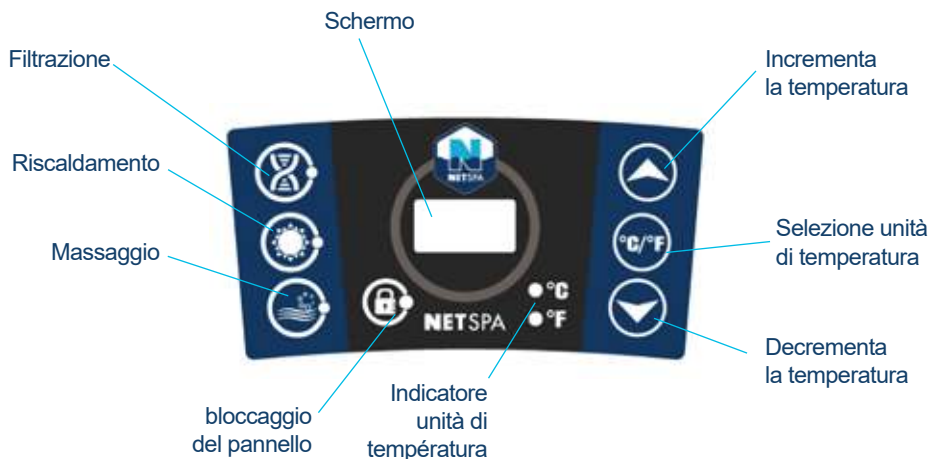 Schermo
Filtrazione
Incrementa
la temperatura
Riscaldamento
N
NETSPA
°C/°F
Selezione unità
di temperatura
Massaggio
°C
NETSPA
°F
Decrementa
la temperatura
bloccaggio
del pannello
Indicatore
unità di
température